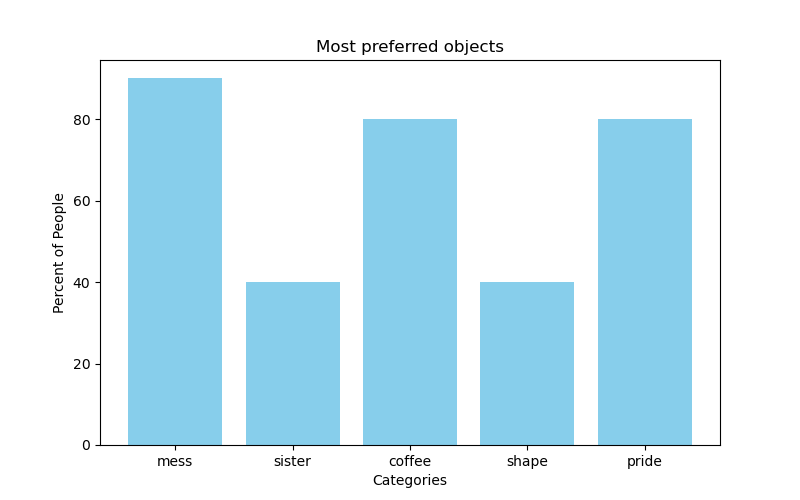 Most preferred objects
Percent of People
80
60
40
20
0
mess sister coffee shape pride
Categories